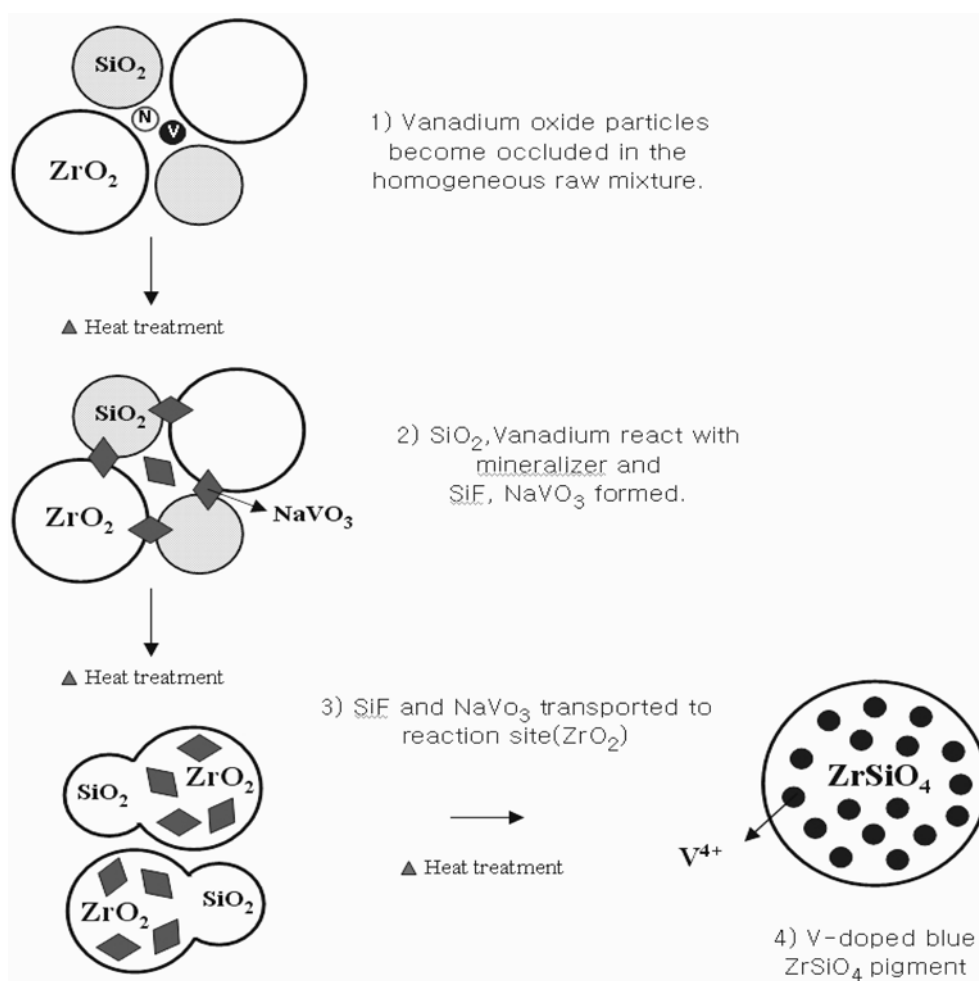 SiO₂
N
V
ZrO₂
1) Vanadium oxide particles
become occluded in the
homogeneous raw mixture.
▲ Heat treatment
SiO₂
ZrO₂
NaVO₃
2) SiO₂,Vanadium react with
mineralizer and
SiF, NaVO₃ formed.
▲ Heat treatment
3) SiF and NaVo₃ transported to
reaction site(ZrO₂)
SiO₂
ZrO₂
ZrO₂
SiO₂
▲ Heat treatment
ZrSiO₄
V⁴⁺
4) V-doped blue
ZrSiO₄ pigment